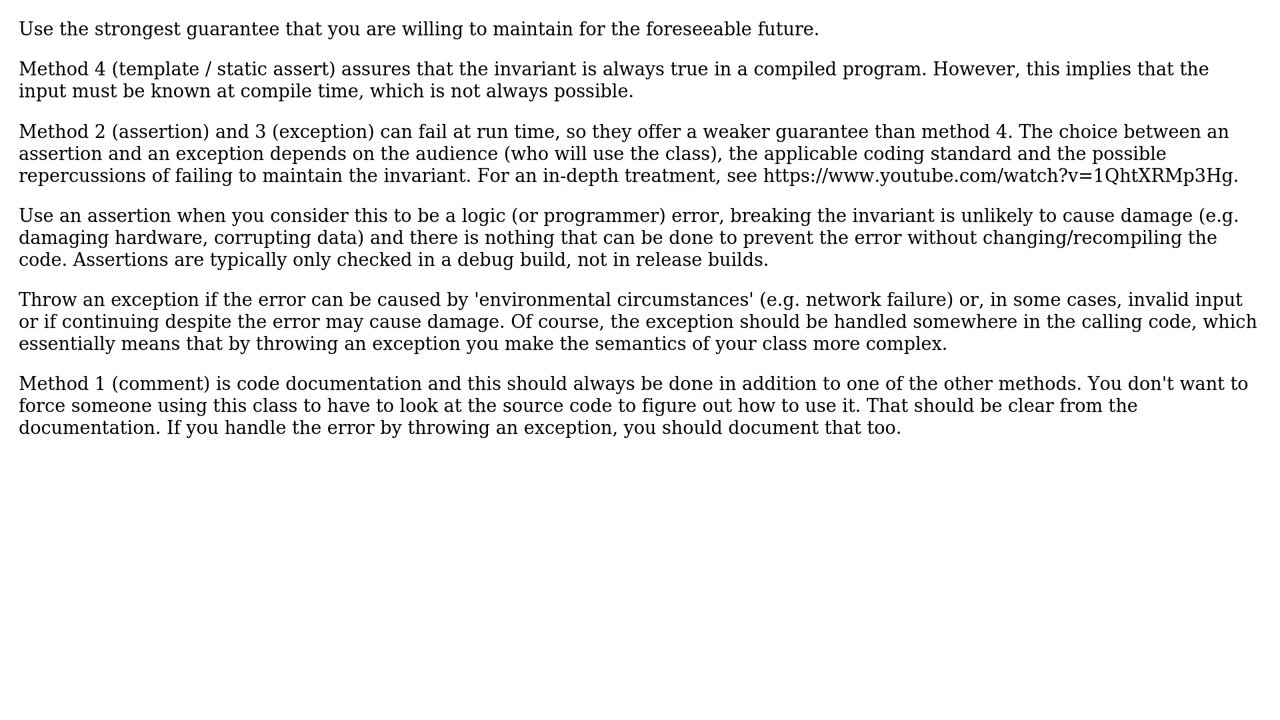 Use the strongest guarantee that you are willing to maintain for the foreseeable future.
Method 4 (template / static assert) assures that the invariant is always true in a compiled program. However, this implies that the
input must be known at compile time, which is not always possible.
Method 2 (assertion) and 3 (exception) can fail at run time, so they offer a weaker guarantee than method 4. The choice between an
assertion and an exception depends on the audience (who will use the class), the applicable coding standard and the possible
repercussions of failing to maintain the invariant. For an in-depth treatment, see https://www.youtube.com/watch?v=1QhtXRMp3Hg.
Use an assertion when you consider this to be a logic (or programmer) error, breaking the invariant is unlikely to cause damage (e.g.
damaging hardware, corrupting data) and there is nothing that can be done to prevent the error without changing/recompiling the
code. Assertions are typically only checked in a debug build, not in release builds.
Throw an exception if the error can be caused by 'environmental circumstances' (e.g. network failure) or, in some cases, invalid input
or if continuing despite the error may cause damage. Of course, the exception should be handled somewhere in the calling code, which
essentially means that by throwing an exception you make the semantics of your class more complex.
Method 1 (comment) is code documentation and this should always be done in addition to one of the other methods. You don't want to
force someone using this class to have to look at the source code to figure out how to use it. That should be clear from the
documentation. If you handle the error by throwing an exception, you should document that too.